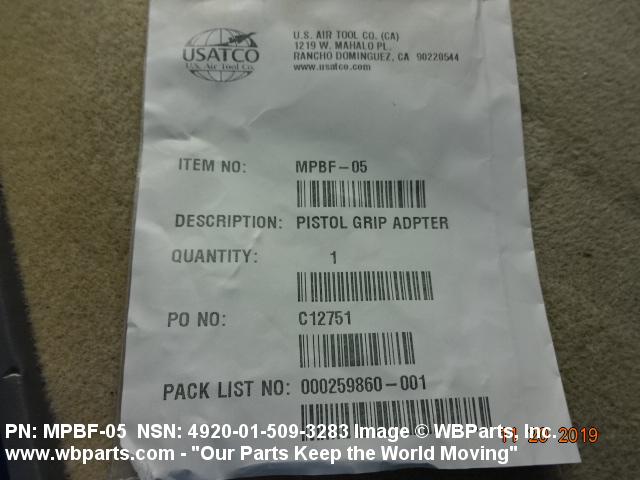 USATCO
U.S. Air Tool Co.
U.S. AIR TOOL CO. (CA)
1219 W. MAHALO PL.
RANCHO DOMINGUEZ, CA 90220544
www.usatco.com
ITEM NO: MPBF-05
DESCRIPTION: PISTOL GRIP ADPTER
QUANTITY: 1
PO NO: C12751
PACK LIST NO: 000259860-001
PN: MPBF-05 NSN: 4920-01-509-3283 Image © WBParts, Inc.
11 20 2019
www.wbparts.com - "Our Parts Keep the World Moving"